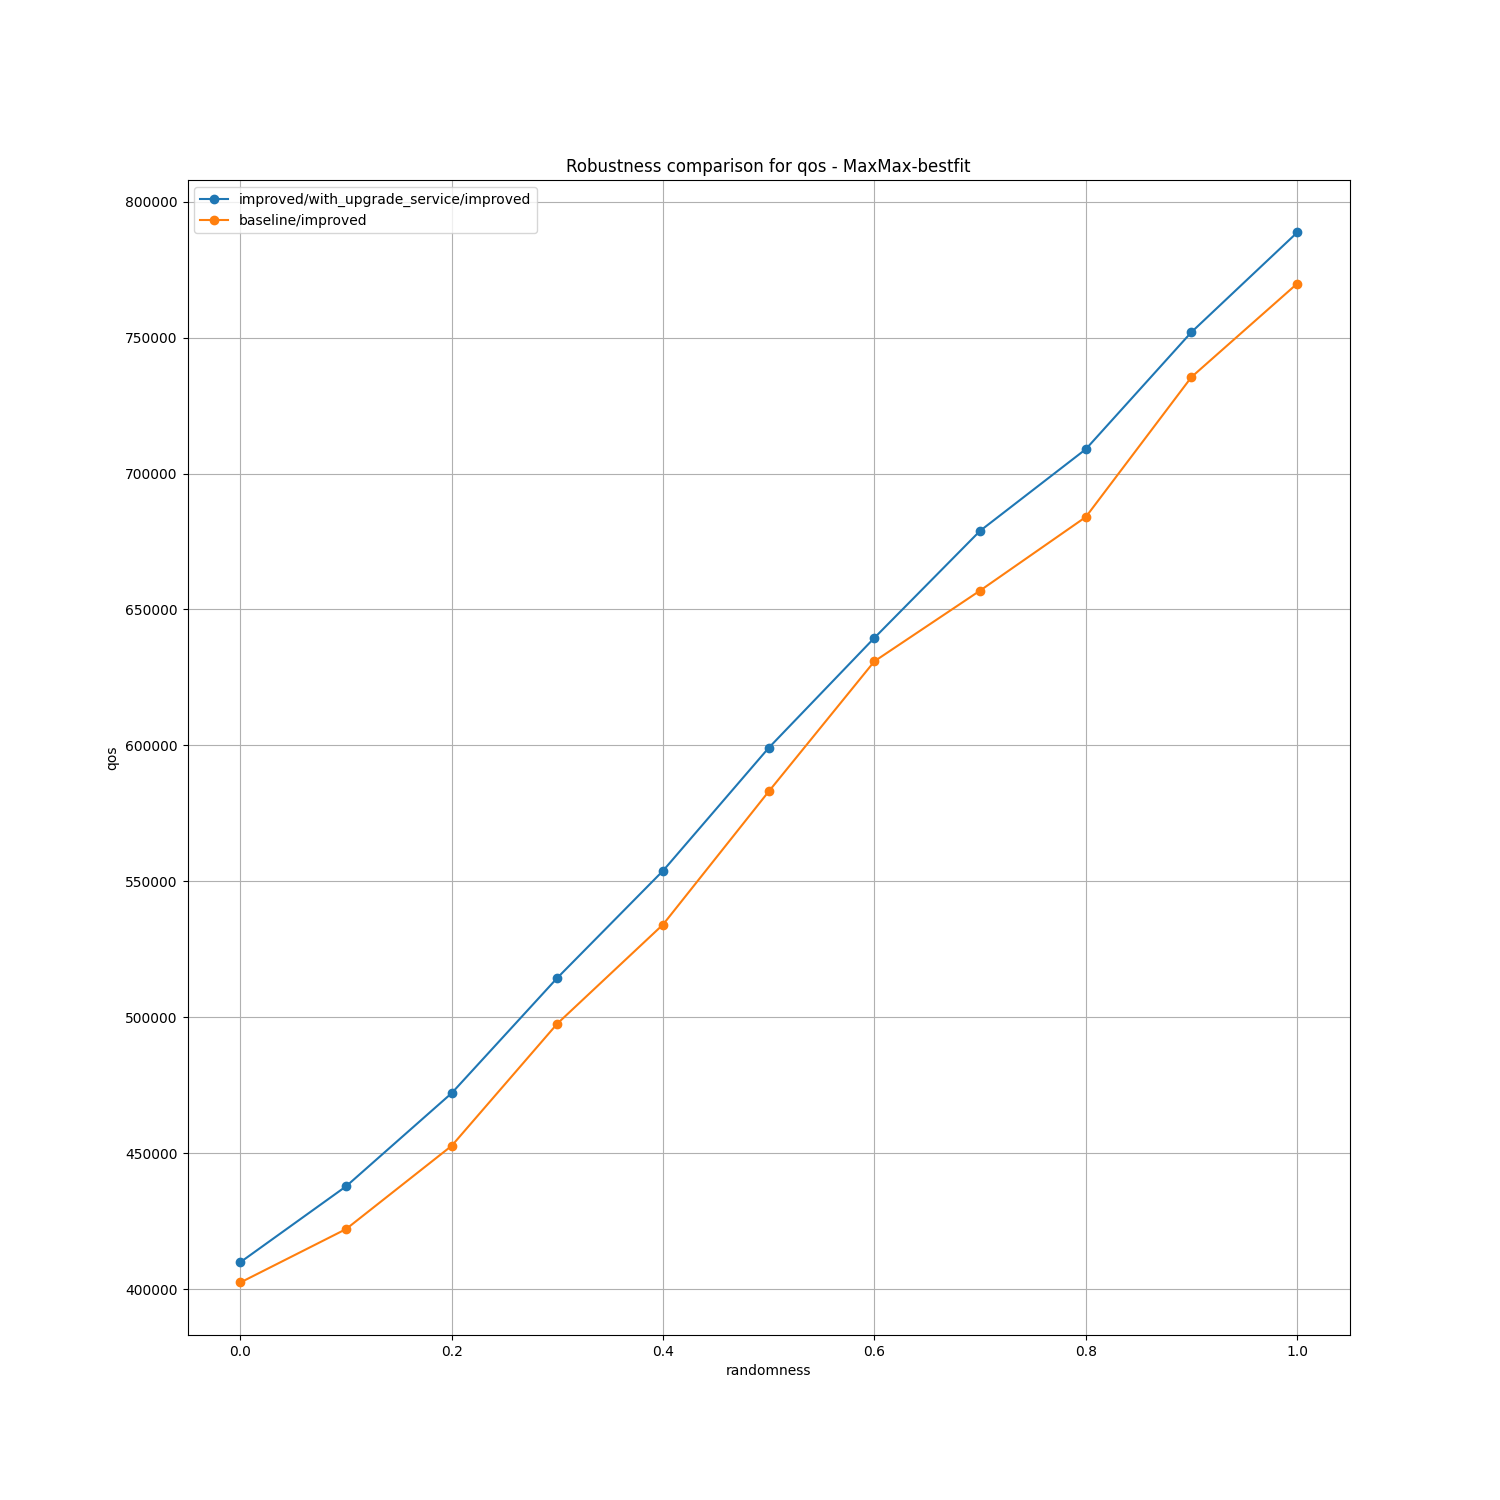 Robustness comparison for qos - MaxMax-bestfit
improved/with_upgrade_service/improved
baseline/improved
800000
750000
700000
650000
600000
550000
500000
450000
400000
qos
0.0 0.2 0.4 0.6 0.8 1.0
randomness